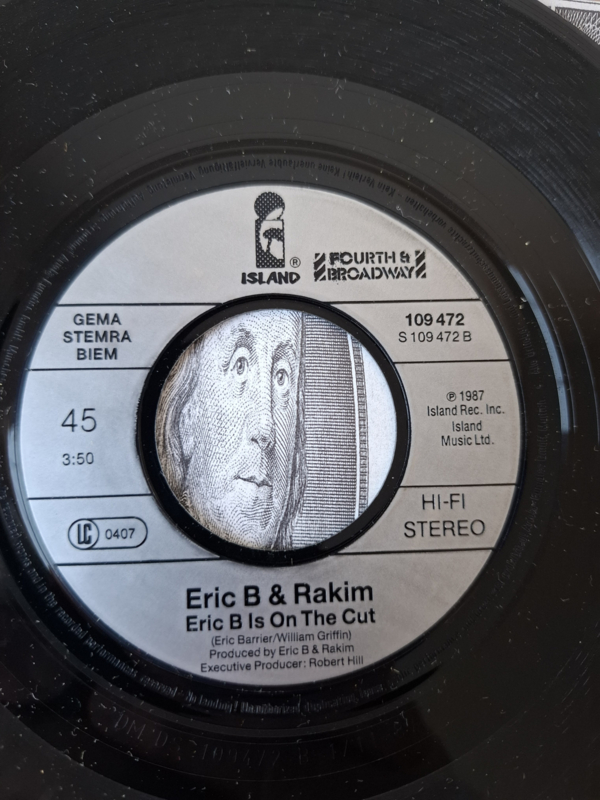 ISLAND ®
FOURTH &
BROADWAY
GEMA
STEMRA
BIEM
109 472
S 109 472 B
45
3:50
℗ 1987
Island Rec. Inc.
Island
Music Ltd.
LC 0407
HI-FI
STEREO
Eric B & Rakim
Eric B Is On The Cut
(Eric Barrier/William Griffin)
Produced by Eric B & Rakim
Executive Producer: Robert Hill